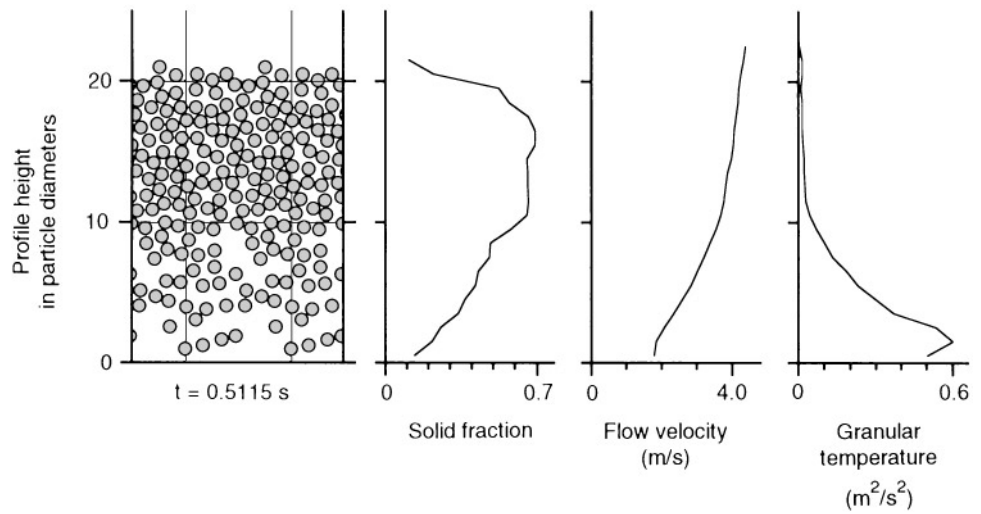 Profile height
in particle diameters
20
10
0
t = 0.5115 s
0
0.7
Solid fraction
0
4.0
Flow velocity
(m/s)
0
0.6
Granular
temperature
(m²/s²)